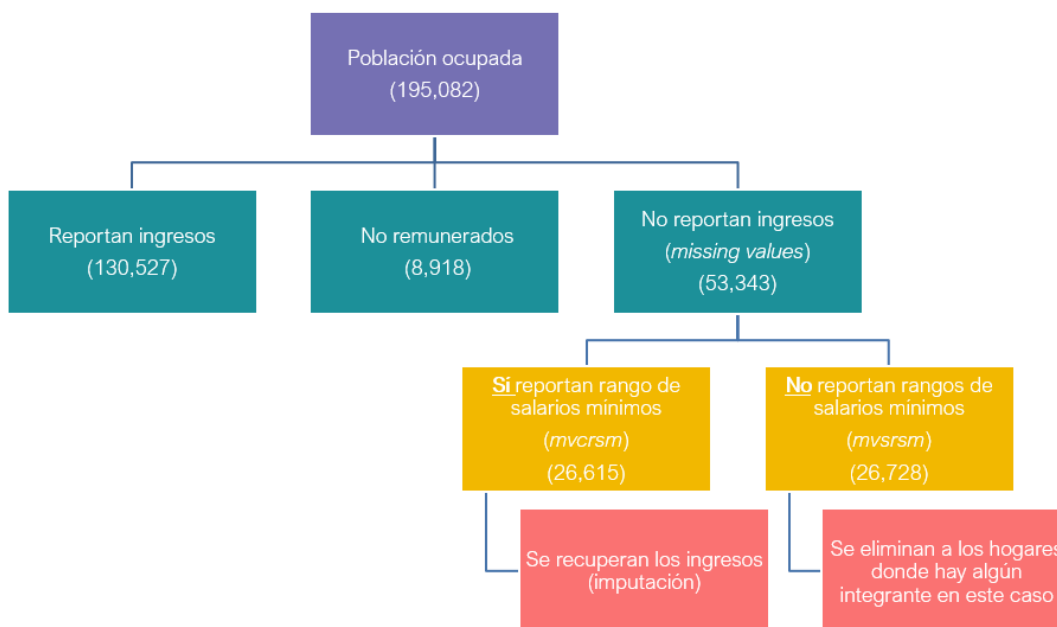 Población ocupada
(195,082)
Reportan ingresos
(130,527)
No remunerados
(8,918)
No reportan ingresos
(missing values)
(53,343)
Sí reportan rango de
salarios mínimos
(mvcrsm)
(26,615)
No reportan rangos de
salarios mínimos
(mvsrsm)
(26,728)
Se recuperan los ingresos
(imputación)
Se eliminan a los hogares
donde hay algún
integrante en este caso